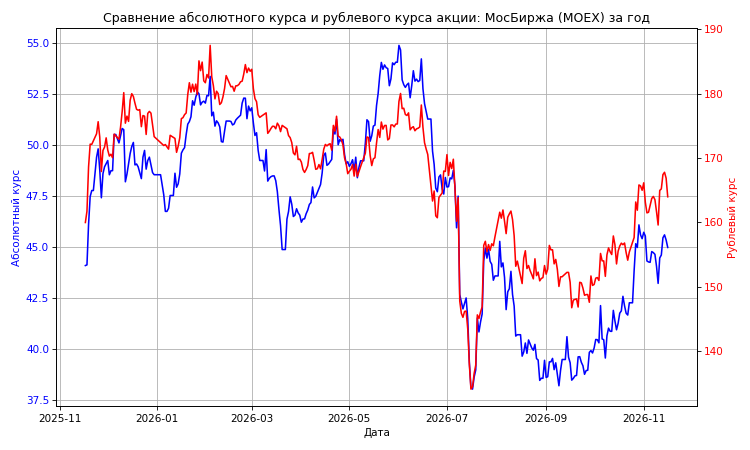 Сравнение абсолютного курса и рублевого курса акции: МосБиржа (MOEX) за год
55.0
52.5
50.0
47.5
45.0
42.5
40.0
37.5
Абсолютный курс
190
180
170
160
150
140
Рублевый курс
2025-11 2026-01 2026-03 2026-05 2026-07 2026-09 2026-11
Дата